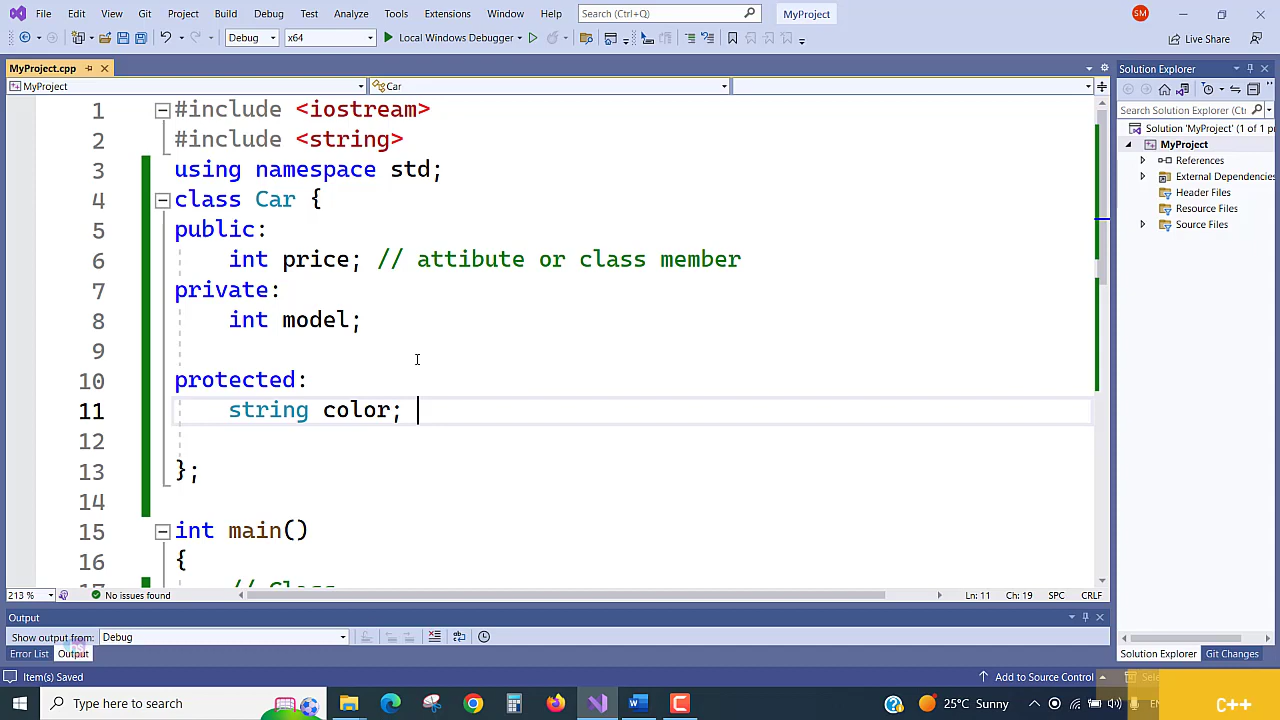 File Edit View Git Project Build Debug Test Analyze Tools Extensions Window Help Search (Ctrl+Q) MyProject SM
Debug x64 Local Windows Debugger Live Share
MyProject.cpp
MyProject Car
1 #include <iostream>
2 #include <string>
3 using namespace std;
4 class Car {
5 public:
6 int price; // attibute or class member
7 private:
8 int model;
9
10 protected:
11 string color;
12
13 };
14
15 int main()
16 {
213 % No issues found Ln: 11 Ch: 19 SPC CRLF
Output
Show output from: Debug
Error List Output
Solution Explorer
Search Solution Explorer (Ctrl
Solution 'MyProject' (1 of 1 p
MyProject
References
External Dependencies
Header Files
Resource Files
Source Files
Solution Explorer Git Changes
Item(s) Saved Add to Source Control
Type here to search 25°C Sunny
C++